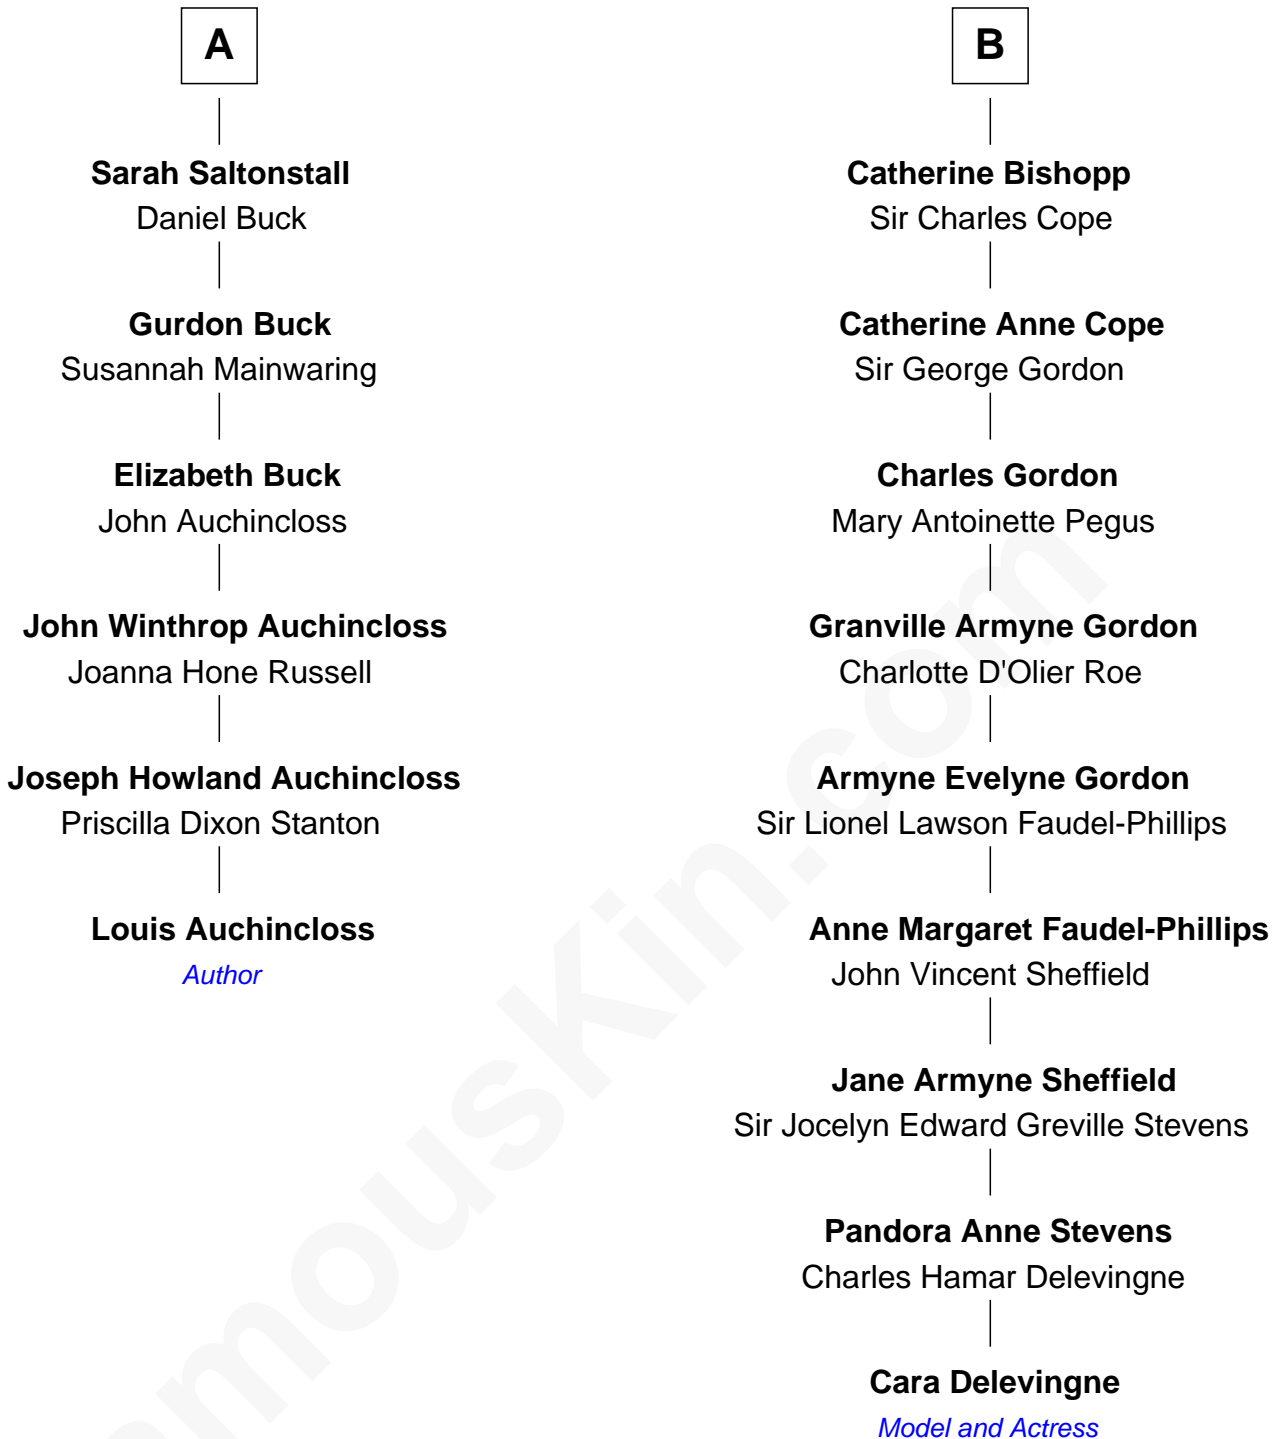 A
Sarah Saltonstall
Daniel Buck
Gurdon Buck
Susannah Mainwaring
Elizabeth Buck
John Auchincloss
John Winthrop Auchincloss
Joanna Hone Russell
Joseph Howland Auchincloss
Priscilla Dixon Stanton
Louis Auchincloss
Author
B
Catherine Bishopp
Sir Charles Cope
Catherine Anne Cope
Sir George Gordon
Charles Gordon
Mary Antoinette Pegus
Granville Armyne Gordon
Charlotte D'Olier Roe
Armyne Evelyne Gordon
Sir Lionel Lawson Faudel-Phillips
Anne Margaret Faudel-Phillips
John Vincent Sheffield
Jane Armyne Sheffield
Sir Jocelyn Edward Greville Stevens
Pandora Anne Stevens
Charles Hamar Delevingne
Cara Delevingne
Model and Actress
amouskin.com